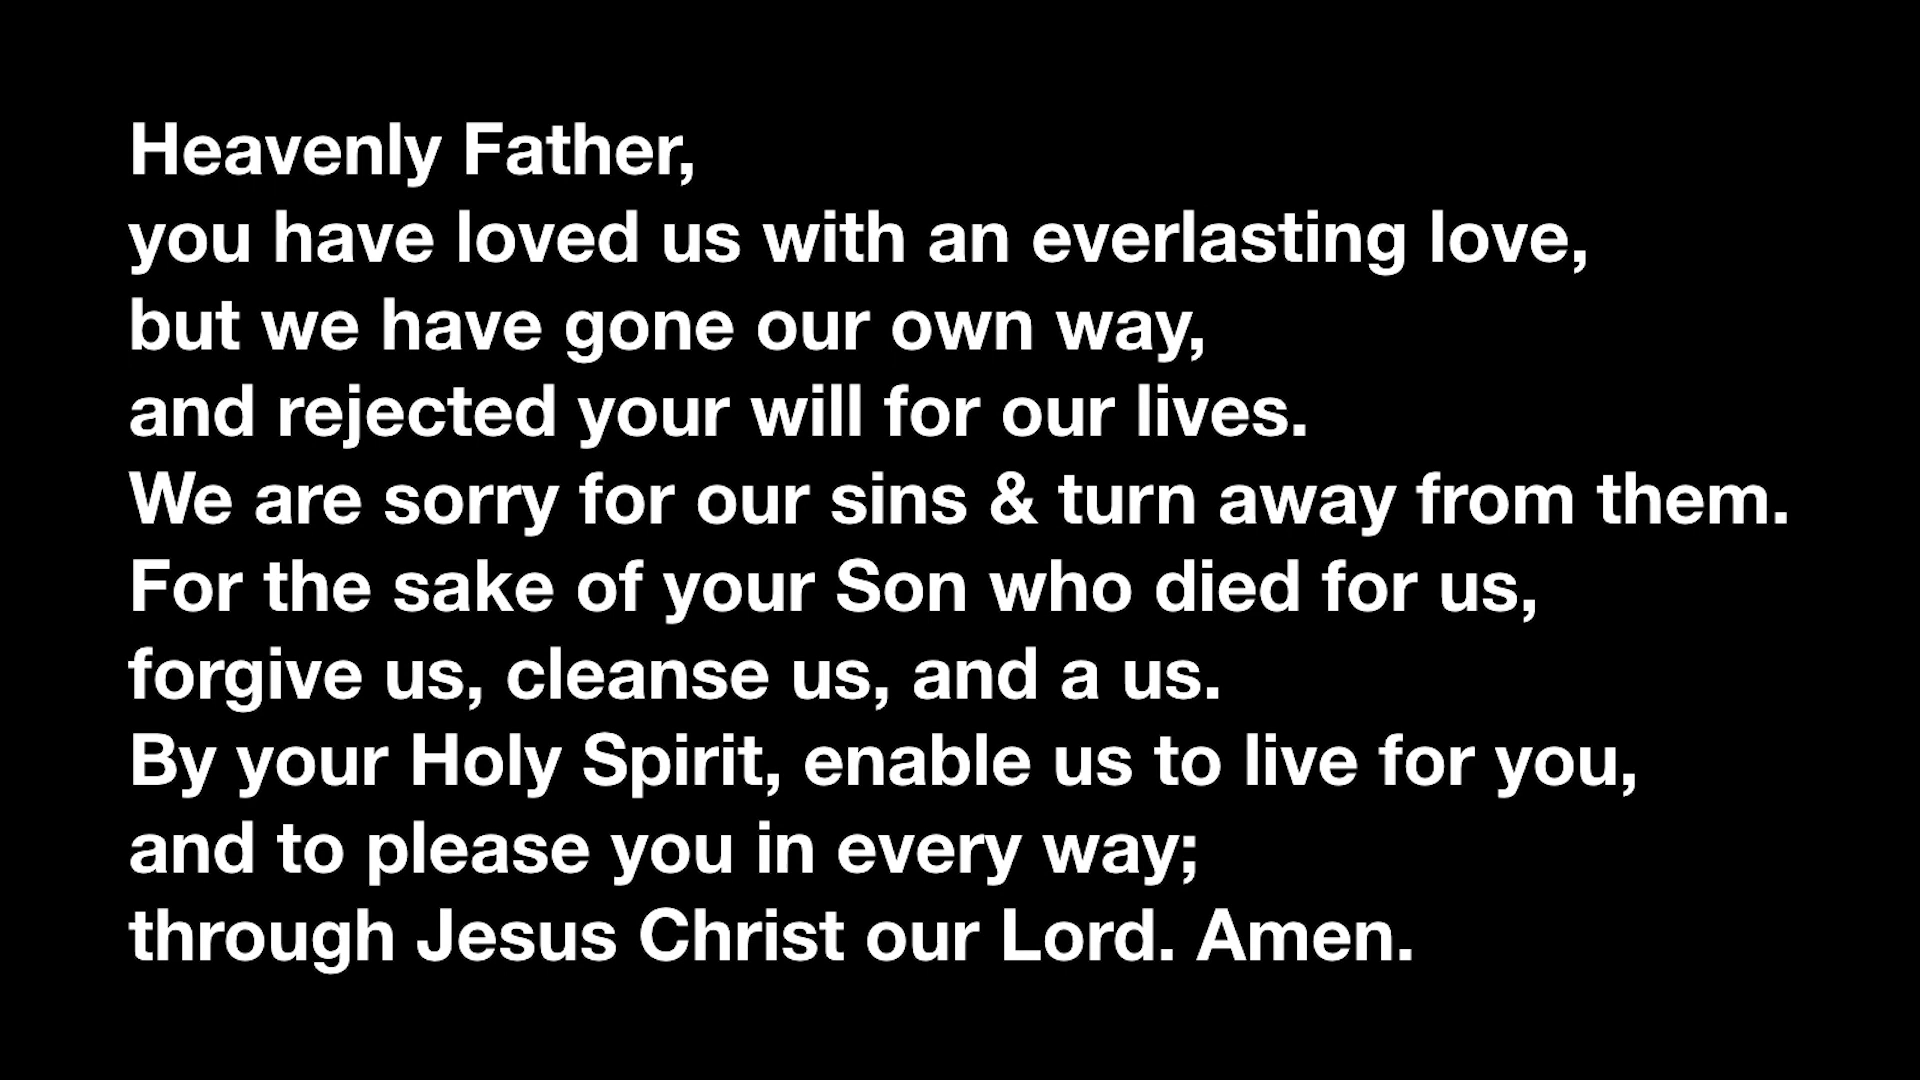 Heavenly Father,
you have loved us with an everlasting love,
but we have gone our own way,
and rejected your will for our lives.
We are sorry for our sins & turn away from them.
For the sake of your Son who died for us,
forgive us, cleanse us, and a us.
By your Holy Spirit, enable us to live for you,
and to please you in every way;
through Jesus Christ our Lord. Amen.